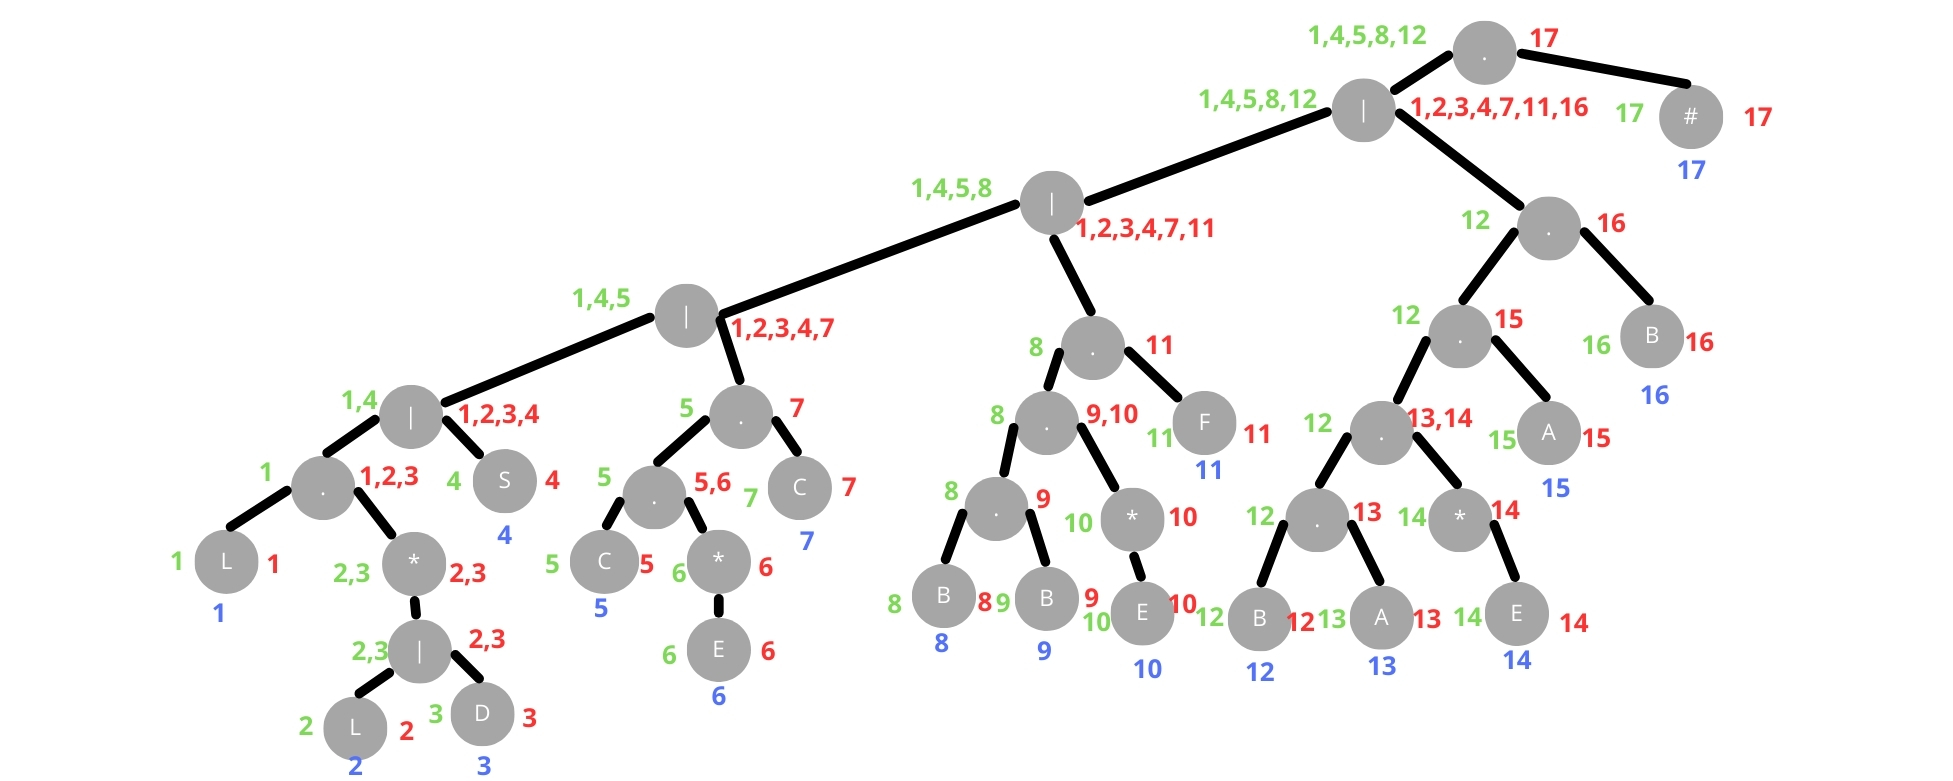 1,4,5,8,12 . 17
1,4,5,8,12 | 1,2,3,4,7,11,16 17 # 17
17
1,4,5,8 | 1,2,3,4,7,11
12 . 16
1,4,5 | 1,2,3,4,7
12 . 15
16 B 16
16
8 . 11
1,4 | 1,2,3,4
5 . 7
8 . 9,10
11 F 11
11
12 . 13,14
15 A 15
15
1 . 1,2,3
4 S 4
4
5 . 5,6
7 C 7
7
8 . 9
10 * 10
12 . 13
14 * 14
1 L 1
1
2,3 * 2,3
5 C 5
5
6 * 6
8 B 8
8
9 B 9
9
10 E 10
10
12 B 12
12
13 A 13
13
14 E 14
14
2,3 | 2,3
6 E 6
6
2 L 2
2
3 D 3
3